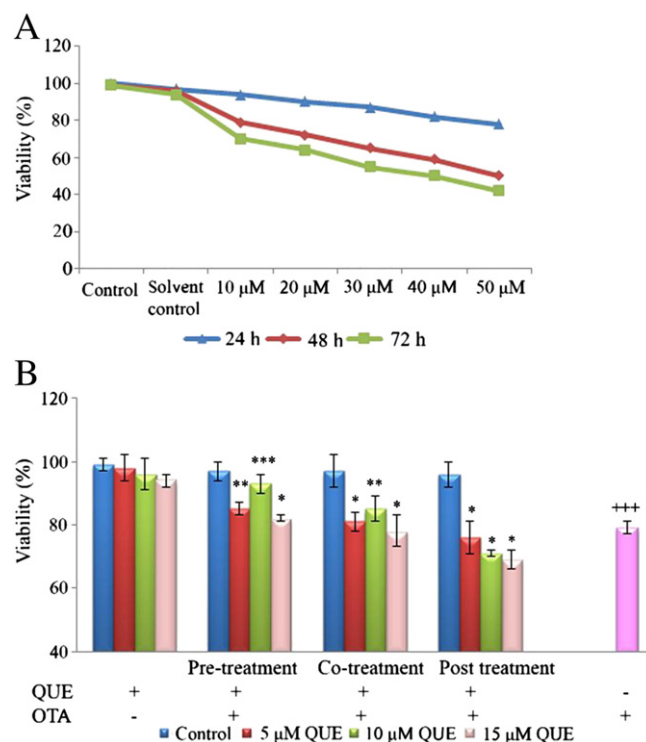 A
120
100
80
60
40
20
0
Viability (%)
Control
Solvent
control
10 μM
20 μM
30 μM
40 μM
50 μM
24 h
48 h
72 h
B
120
100
80
60
40
Viability (%)
**
***
*
*
**
*
*
*
*
+++
Pre-treatment Co-treatment Post treatment
QUE + + + + -
OTA - + + + +
Control 5 μM QUE 10 μM QUE 15 μM QUE